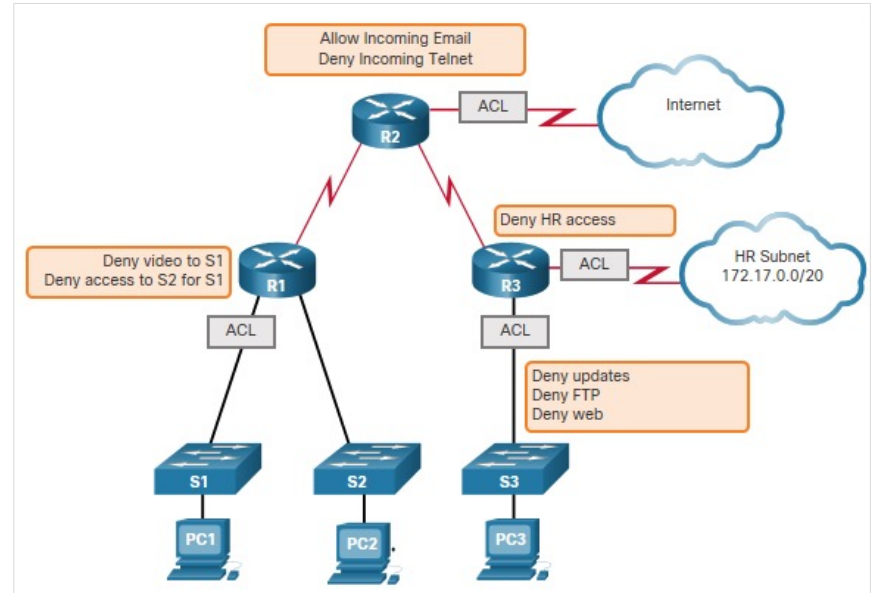 Allow Incoming Email
Deny Incoming Telnet
ACL
Internet
R2
Deny HR access
Deny video to S1
Deny access to S2 for S1
HR Subnet
172.17.0.0/20
ACL
R1
R3
ACL
ACL
Deny updates
Deny FTP
Deny web
S1
S2
S3
PC1
PC2
PC3